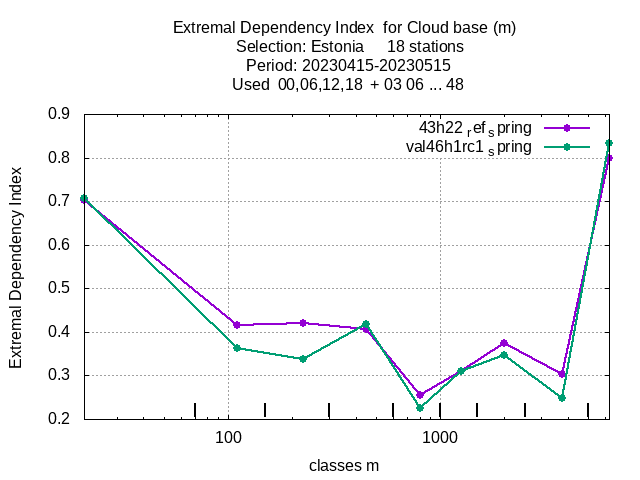 Extremal Dependency Index for Cloud base (m)
Selection: Estonia 18 stations
Period: 20230415-20230515
Used 00,06,12,18 + 03 06 ... 48
0.9
0.8
0.7
0.6
0.5
0.4
0.3
0.2
Extremal Dependency Index
43h22 ref spring
val46h1rc1 spring
100 1000
classes m